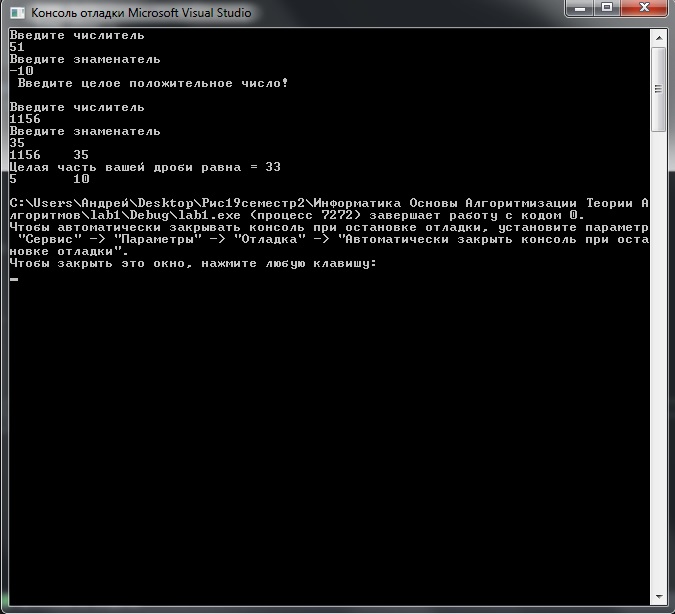 Консоль отладки Microsoft Visual Studio
Введите числитель
51
Введите знаменатель
-10
Введите целое положительное число!
Введите числитель
1156
Введите знаменатель
35
1156 35
Целая часть вашей дроби равна = 33
5 10
C:\Users\Андрей\Desktop\Рис19семестр2\Информатика Основы Алгоритмизации Теории А
лгоритмов\lab1\Debug\lab1.exe (процесс 7272) завершает работу с кодом 0.
Чтобы автоматически закрывать консоль при остановке отладки, установите параметр
"Сервис" -> "Параметры" -> "Отладка" -> "Автоматически закрыть консоль при оста
новке отладки".
Чтобы закрыть это окно, нажмите любую клавишу: